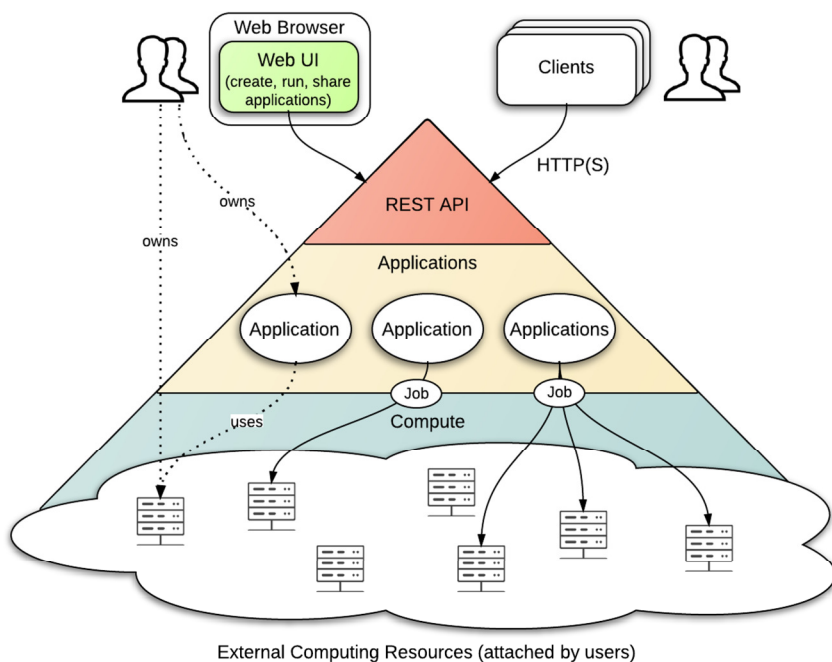 Web Browser
Web UI
(create, run, share
applications)
Clients
HTTP(S)
REST API
owns
owns
Applications
Application
Application
Applications
Job
Job
uses
Compute
External Computing Resources (attached by users)